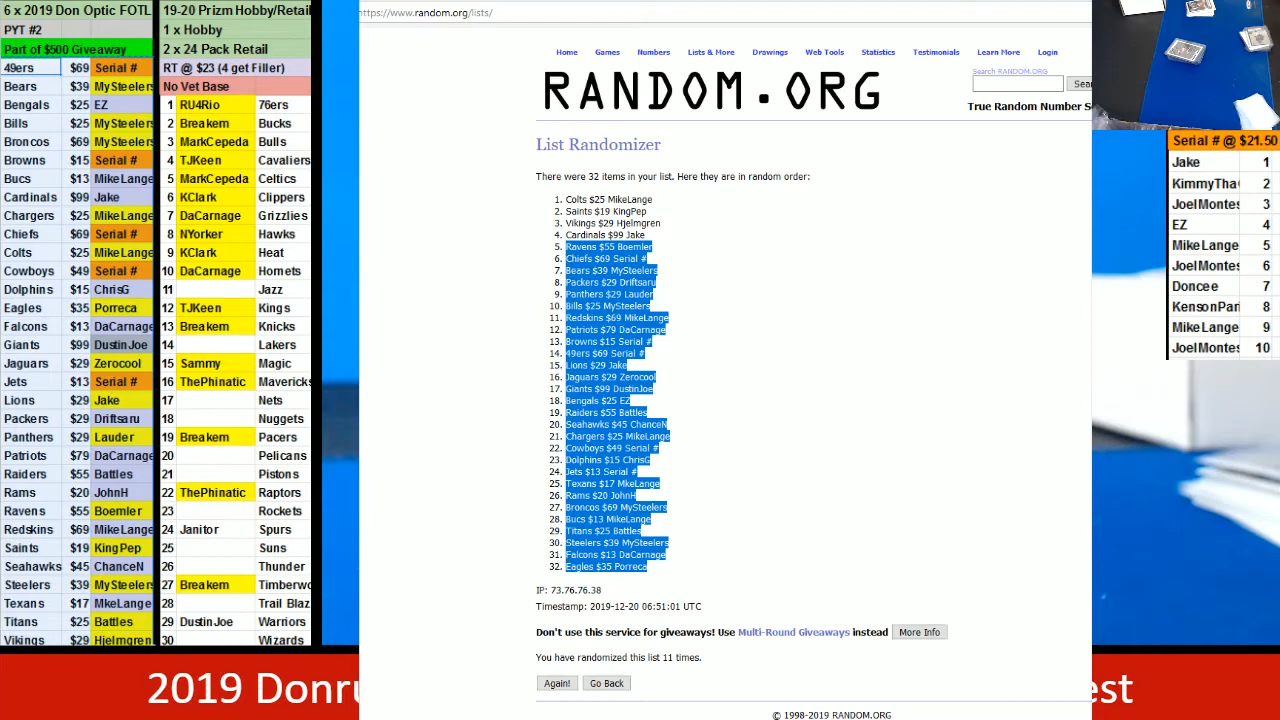 6 x 2019 Don Optic FOTL
PYT #2
Part of $500 Giveaway
49ers $69 Serial #
Bears $39 MySteelers
Bengals $25 EZ
Bills $25 MySteelers
Broncos $69 MySteelers
Browns $15 Serial #
Bucs $13 MikeLange
Cardinals $99 Jake
Chargers $25 MikeLange
Chiefs $69 Serial #
Colts $25 MikeLange
Cowboys $49 Serial #
Dolphins $15 ChrisG
Eagles $35 Porreca
Falcons $13 DaCarnage
Giants $99 DustinJoe
Jaguars $29 Zerocool
Jets $13 Serial #
Lions $29 Jake
Packers $29 Driftsaru
Panthers $29 Lauder
Patriots $79 DaCarnage
Raiders $55 Battles
Rams $20 JohnH
Ravens $55 Boemler
Redskins $69 MikeLange
Saints $19 KingPep
Seahawks $45 ChanceN
Steelers $39 MySteelers
Texans $17 MkeLange
Titans $25 Battles
Vikings $29 Hjelmgren
19-20 Prizm Hobby/Retail
1 x Hobby
2 x 24 Pack Retail
RT @ $23 (4 get Filler)
No Vet Base
1 RU4Rio 76ers
2 Breakem Bucks
3 MarkCepeda Bulls
4 TJKeen Cavaliers
5 MarkCepeda Celtics
6 KClark Clippers
7 DaCarnage Grizzlies
8 NYorker Hawks
9 KClark Heat
10 DaCarnage Hornets
11 Jazz
12 TJKeen Kings
13 Breakem Knicks
14 Lakers
15 Sammy Magic
16 ThePhinatic Mavericks
17 Nets
18 Nuggets
19 Breakem Pacers
20 Pelicans
21 Pistons
22 ThePhinatic Raptors
23 Rockets
24 Janitor Spurs
25 Suns
26 Thunder
27 Breakem Timberwo
28 Trail Blaz
29 DustinJoe Warriors
30 Wizards
https://www.random.org/lists/
Home Games Numbers Lists & More Drawings Web Tools Statistics Testimonials Learn More Login
RANDOM.ORG
Search RANDOM.ORG
Sear
True Random Number S
List Randomizer
There were 32 items in your list. Here they are in random order:
1. Colts $25 MikeLange
2. Saints $19 KingPep
3. Vikings $29 Hjelmgren
4. Cardinals $99 Jake
5. Ravens $55 Boemler
6. Chiefs $69 Serial #
7. Bears $39 MySteelers
8. Packers $29 Driftsaru
9. Panthers $29 Lauder
10. Bills $25 MySteelers
11. Redskins $69 MikeLange
12. Patriots $79 DaCarnage
13. Browns $15 Serial #
14. 49ers $69 Serial #
15. Lions $29 Jake
16. Jaguars $29 Zerocool
17. Giants $99 DustinJoe
18. Bengals $25 EZ
19. Raiders $55 Battles
20. Seahawks $45 ChanceN
21. Chargers $25 MikeLange
22. Cowboys $49 Serial #
23. Dolphins $15 ChrisG
24. Jets $13 Serial #
25. Texans $17 MkeLange
26. Rams $20 JohnH
27. Broncos $69 MySteelers
28. Bucs $13 MikeLange
29. Titans $25 Battles
30. Steelers $39 MySteelers
31. Falcons $13 DaCarnage
32. Eagles $35 Porreca
IP: 73.76.76.38
Timestamp: 2019-12-20 06:51:01 UTC
Don't use this service for giveaways! Use Multi-Round Giveaways instead More Info
You have randomized this list 11 times.
Again! Go Back
© 1998-2019 RANDOM.ORG
Serial # @ $21.50
Jake 1
KimmyTha 2
JoelMontes 3
EZ 4
MikeLange 5
JoelMontes 6
Doncee 7
KensonPar 8
MikeLange 9
JoelMontes 10
2019 Donru est